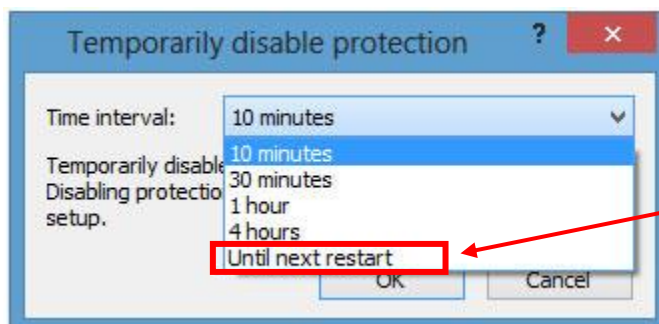 Temporarily disable protection
?
Time interval:
10 minutes
10 minutes
Temporarily disable
30 minutes
Disabling protectio
1 hour
setup.
4 hours
Until next restart
OK
Cancel